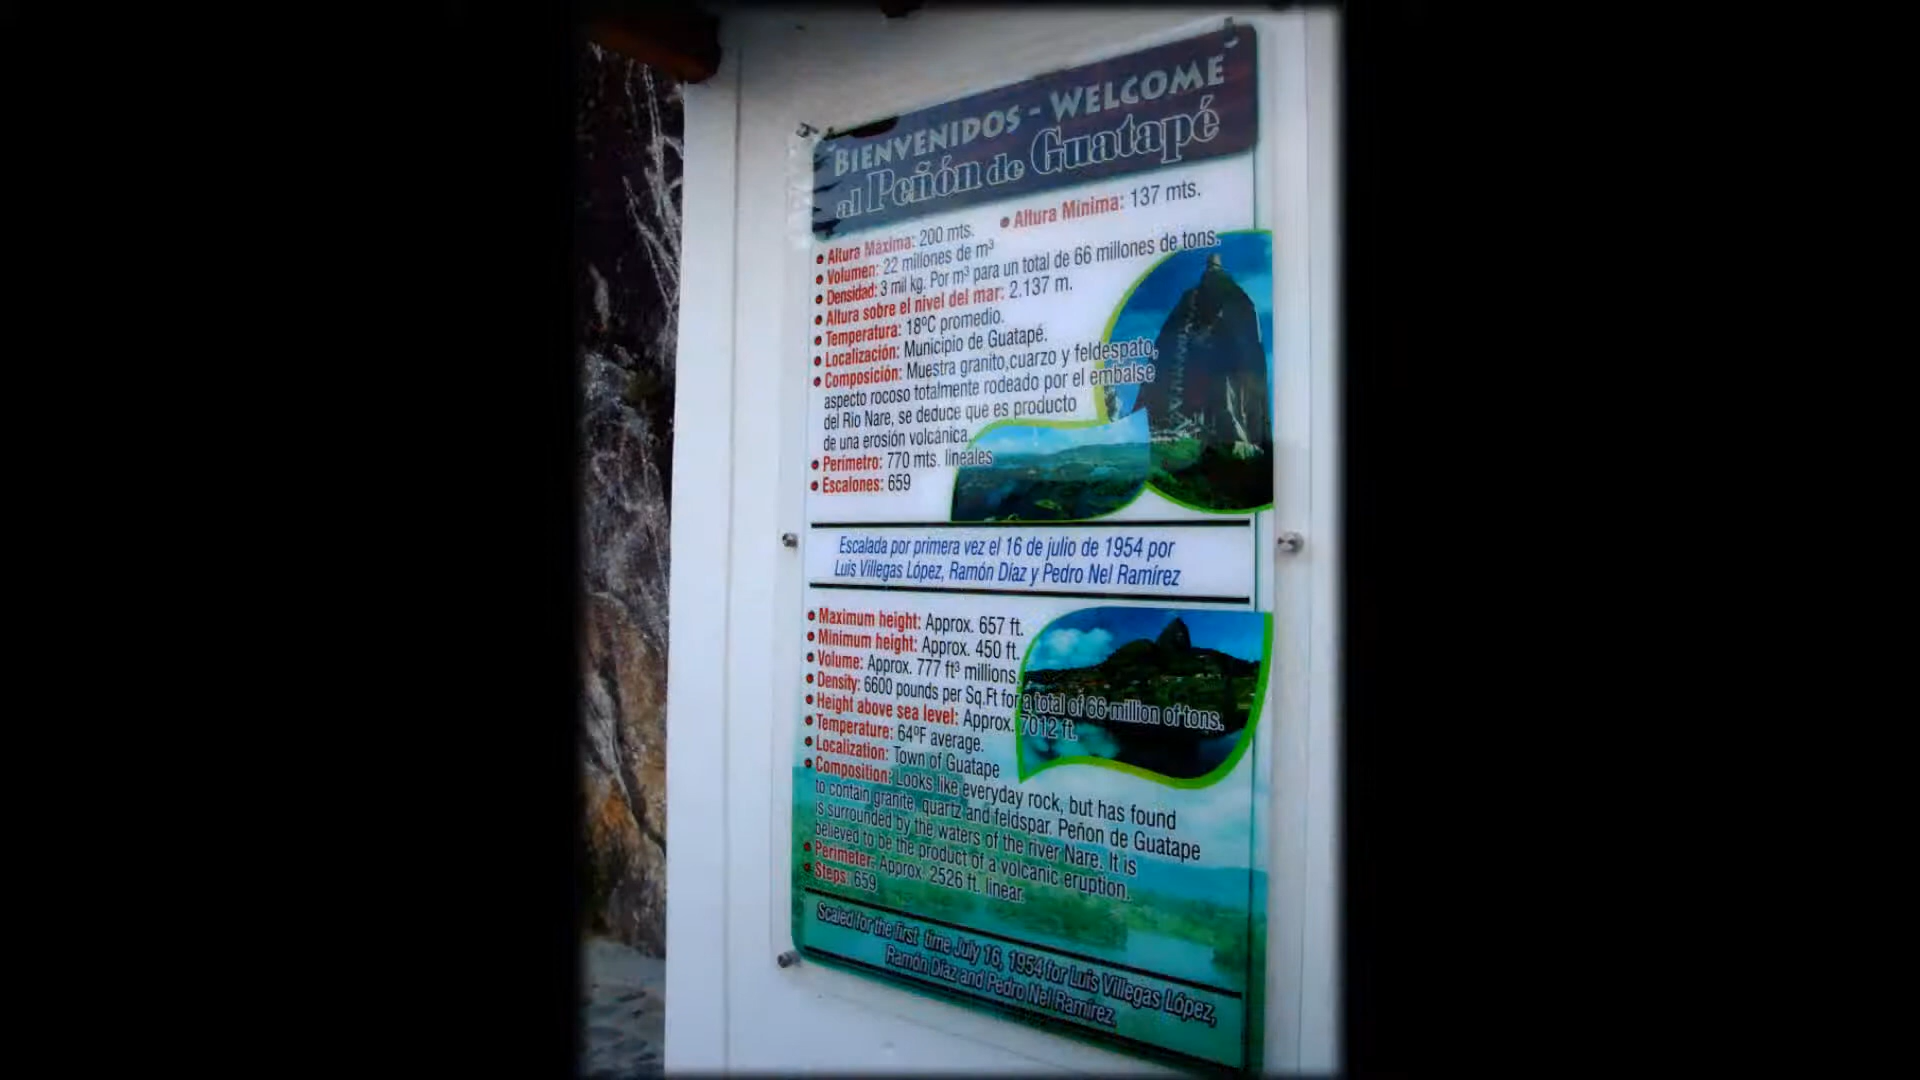 BIENVENIDOS - WELCOME
al Peñón de Guatapé
• Altura Máxima: 200 mts. • Altura Mínima: 137 mts.
• Volumen: 22 millones de m³
• Densidad: 3 mil kg. Por m³ para un total de 66 millones de tons.
• Altura sobre el nivel del mar: 2.137 m.
• Temperatura: 18ºC promedio.
• Localización: Municipio de Guatapé.
• Composición: Muestra granito,cuarzo y feldespato,
aspecto rocoso totalmente rodeado por el embalse
del Río Nare, se deduce que es producto
de una erosión volcánica.
• Perímetro: 770 mts. lineales
• Escalones: 659
Escalada por primera vez el 16 de julio de 1954 por
Luis Villegas López, Ramón Díaz y Pedro Nel Ramírez
• Maximum height: Approx. 657 ft.
• Minimum height: Approx. 450 ft.
• Volume: Approx. 777 ft³ millions.
• Density: 6600 pounds per Sq.Ft for a total of 66 million of tons.
• Height above sea level: Approx. 7012 ft.
• Temperature: 64ºF average.
• Localization: Town of Guatape
• Composition: Looks like everyday rock, but has found
to contain granite, quartz and feldspar. Peñon de Guatape
is surrounded by the waters of the river Nare. It is
believed to be the product of a volcanic eruption.
• Perimeter: Approx. 2526 ft. linear.
• Steps: 659
Scaled for the first time July 16, 1954 for Luis Villegas López,
Ramón Díaz and Pedro Nel Ramírez.